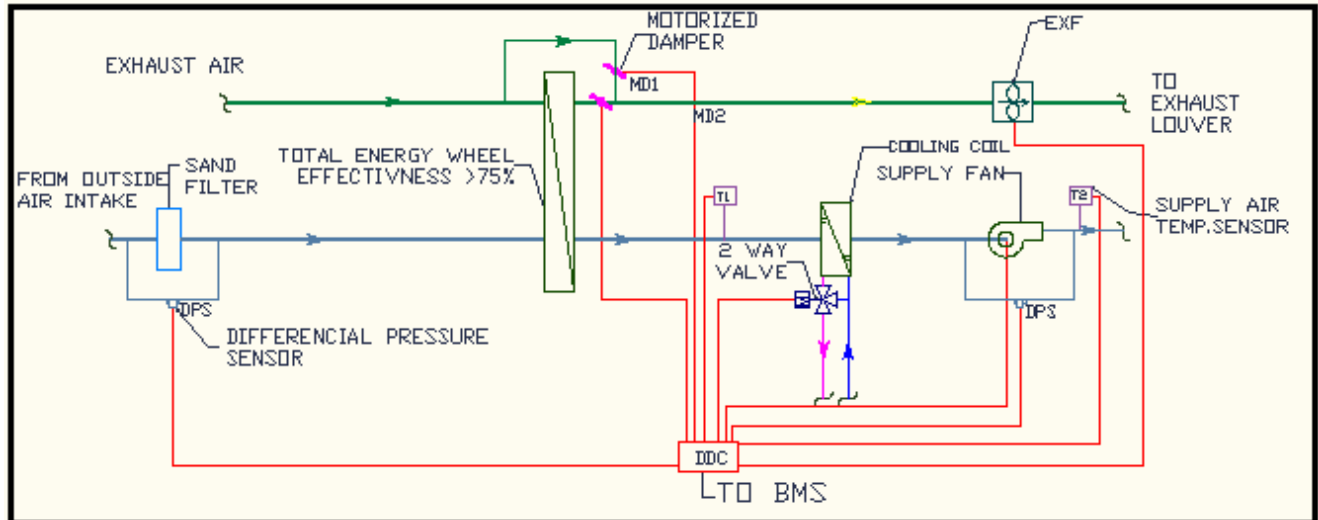 MOTORIZED
DAMPER
EXF
EXHAUST AIR
MD1
MD2
TO
EXHAUST
LOUVER
COOLING COIL
SUPPLY FAN
TOTAL ENERGY WHEEL
EFFECTIVNESS >75%
SAND
FILTER
FROM OUTSIDE
AIR INTAKE
T1
T2
SUPPLY AIR
TEMP.SENSOR
2 WAY
VALVE
M
DPS
DPS
DIFFERENCIAL PRESSURE
SENSOR
DDC
TO BMS